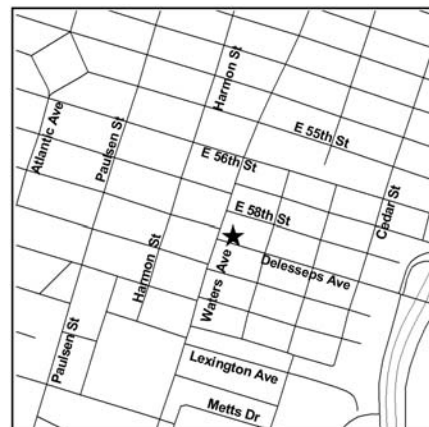 Harmon St
Atlantic Ave
Paulsen St
E 55th St
E 56th St
Cedar St
E 58th St
Delesseps Ave
Harmon St
Waters Ave
Paulsen St
Lexington Ave
Metts Dr